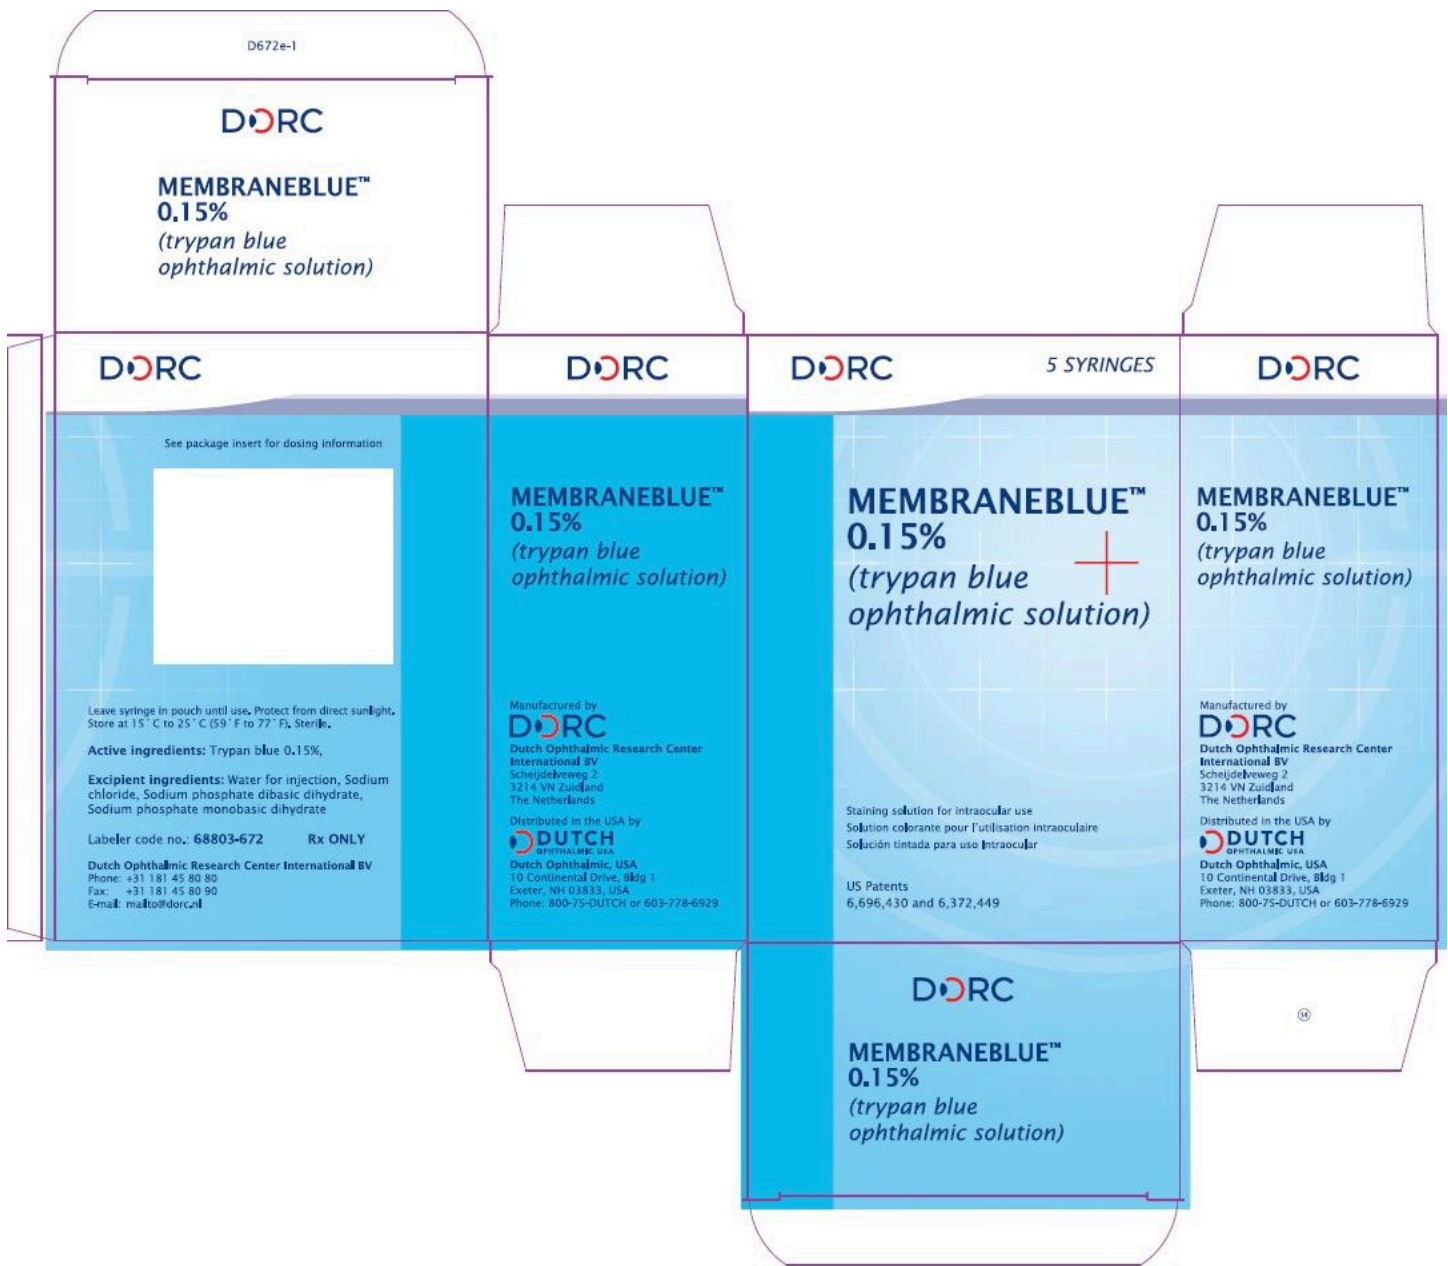 D672e-1
DORC
MEMBRANEBLUE™
0.15%
(trypan blue
ophthalmic solution)
DORC
See package insert for dosing information
Leave syringe in pouch until use. Protect from direct sunlight.
Store at 15˚C to 25˚C (59˚F to 77˚F). Sterile.
Active ingredients: Trypan blue 0.15%,
Excipient ingredients: Water for injection, Sodium
chloride, Sodium phosphate dibasic dihydrate,
Sodium phosphate monobasic dihydrate
Labeler code no.: 68803-672 Rx ONLY
Dutch Ophthalmic Research Center International BV
Phone: +31 181 45 80 80
Fax: +31 181 45 80 90
E-mail: mailto@dorc.nl
DORC
MEMBRANEBLUE™
0.15%
(trypan blue
ophthalmic solution)
Manufactured by
DORC
Dutch Ophthalmic Research Center
International BV
Scheijdelveweg 2
3214 VN Zuidland
The Netherlands
Distributed in the USA by
DUTCH
OPHTHALMIC USA
Dutch Ophthalmic, USA
10 Continental Drive, Bldg 1
Exeter, NH 03833, USA
Phone: 800-75-DUTCH or 603-778-6929
DORC
5 SYRINGES
MEMBRANEBLUE™
0.15%
(trypan blue
ophthalmic solution)
Staining solution for intraocular use
Solution colorante pour l'utilisation intraoculaire
Solución tintada para uso Intraocular
US Patents
6,696,430 and 6,372,449
DORC
MEMBRANEBLUE™
0.15%
(trypan blue
ophthalmic solution)
Manufactured by
DORC
Dutch Ophthalmic Research Center
International BV
Scheijdelveweg 2
3214 VN Zuidland
The Netherlands
Distributed in the USA by
DUTCH
OPHTHALMIC USA
Dutch Ophthalmic, USA
10 Continental Drive, Bldg 1
Exeter, NH 03833, USA
Phone: 800-75-DUTCH or 603-778-6929
DORC
MEMBRANEBLUE™
0.15%
(trypan blue
ophthalmic solution)
14